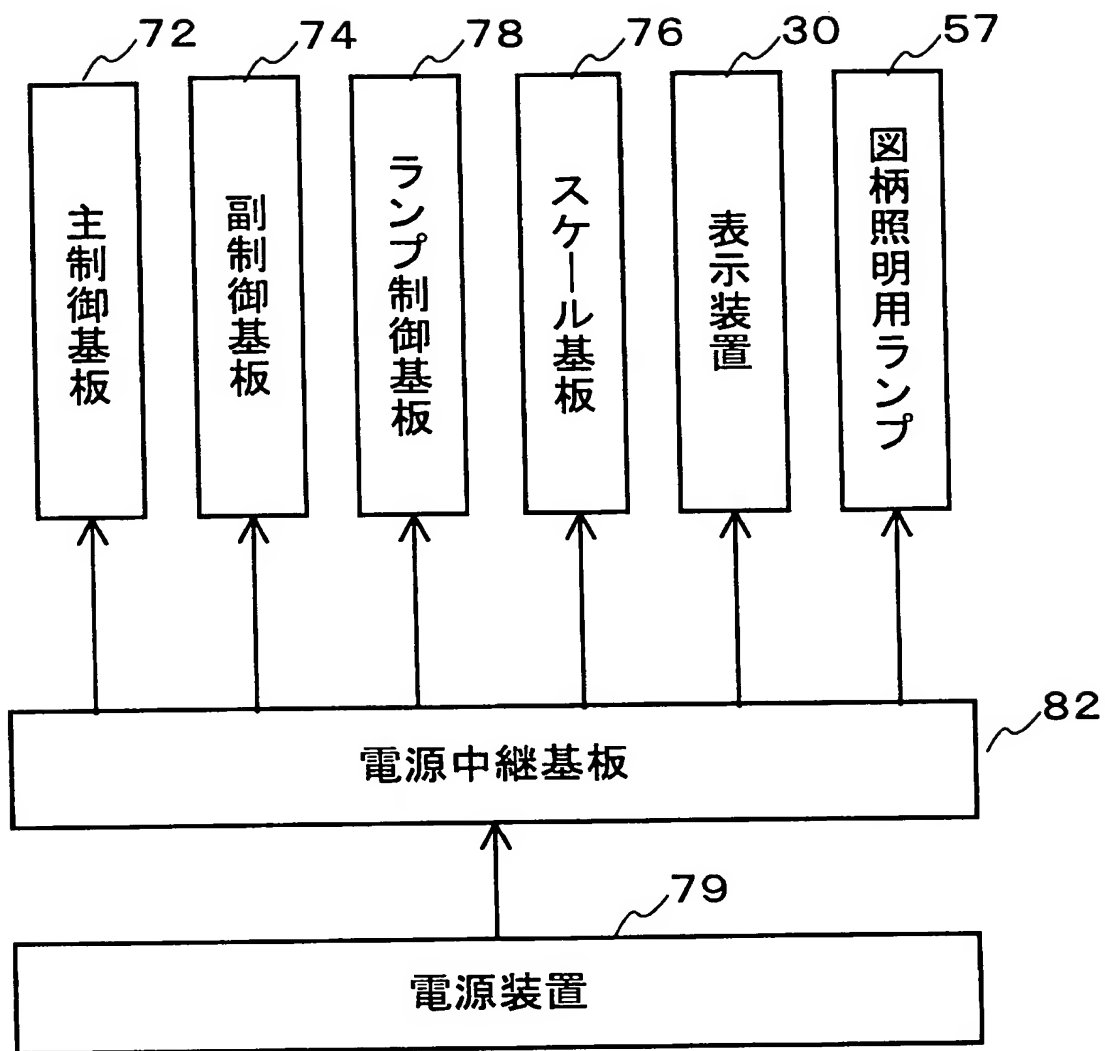 72
74
78
76
30
57
主制御基板
副制御基板
ランプ制御基板
スケール基板
表示装置
図柄照明用ランプ
82
電源中継基板
79
電源装置